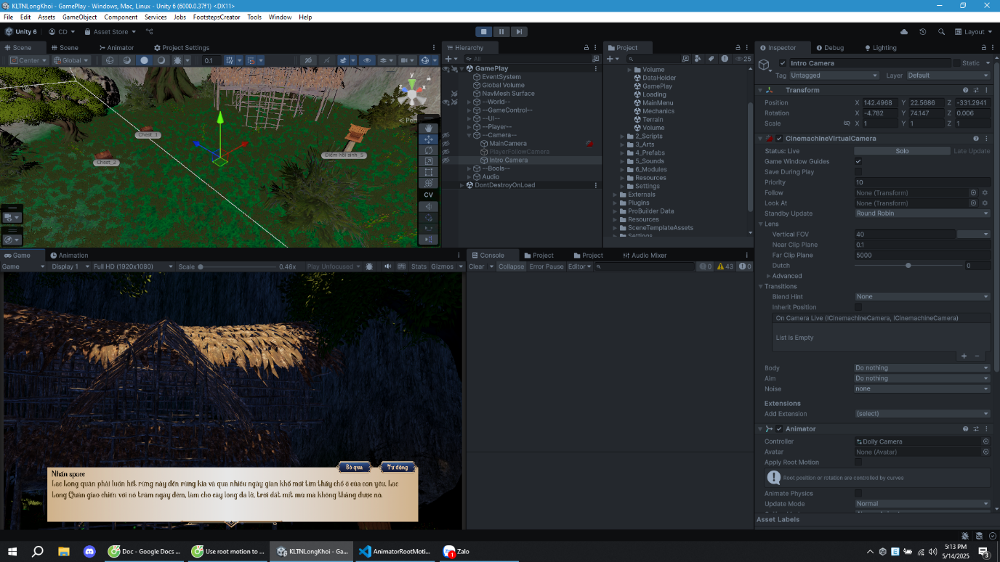 KLTNLongKhoi - GamePlay - Windows, Mac, Linux - Unity 6 (6000.0.37f1) <DX11>
File Edit Assets GameObject Component Services Jobs FootstepsCreator Tools Window Help
Unity 6 CD Asset Store Layout
Scene Scene Animator Project Settings
Center Global 0.1
Chest_1
Chest_2
Điểm hồi sinh_5
y
x
z
< Persp
CV
Hierarchy
All
GamePlay
EventSystem
Global Volume
NavMesh Surface
--World--
--GameControl--
--UI--
--Player--
--Camera--
MainCamera
PlayerFollowCamera
Intro Camera
--Bools--
Audio
DontDestroyOnLoad
Project
25
Volume
DataHolder
GamePlay
Loading
MainMenu
Mechanics
Terrain
Volume
2_Scripts
3_Arts
4_Prefabs
5_Sounds
6_Modules
Resources
Settings
Externals
Plugins
ProBuilder Data
Resources
SceneTemplateAssets
Settings
Inspector Debug Lighting
Intro Camera Static
Tag Untagged Layer Default
Transform
Position X 142.4968 Y 22.5686 Z -331.2941
Rotation X -4.782 Y 74.147 Z 0.006
Scale X 1 Y 1 Z 1
CinemachineVirtualCamera
Status: Live Solo Late Update
Game Window Guides
Save During Play
Priority 10
Follow None (Transform)
Look At None (Transform)
Standby Update Round Robin
Lens
Vertical FOV 40
Near Clip Plane 0.1
Far Clip Plane 5000
Dutch 0
Advanced
Transitions
Blend Hint None
Inherit Position
On Camera Live (ICinemachineCamera, ICinemachineCamera)
List is Empty
Body Do nothing
Aim Do nothing
Noise none
Extensions
Add Extension (select)
Animator
Controller Dolly Camera
Avatar None (Avatar)
Apply Root Motion
Root position or rotation are controlled by curves
Animate Physics
Update Mode Normal
Asset Labels
Game Animation
Game Display 1 Full HD (1920x1080) Scale 0.46x Play Unfocused Stats Gizmos
Console Project Project Audio Mixer
Clear Collapse Error Pause Editor 0 43 0
Bỏ qua Tự động
Nhấn space
Lạc Long quân phải luồn hết rừng này đến rừng kia và qua nhiều ngày gian khổ mới tìm thấy chỗ ở của con yêu. Lạc
Long Quân giao chiến với nó trăm ngày đêm, làm cho cây long đá lở, trời đất mịt mù mà không thắng được nó.
Doc - Google Docs ... Use root motion to ... KLTNLongKhoi - Ga... AnimatorRootMoti... 1 Zalo
5:13 PM
5/14/2025
3